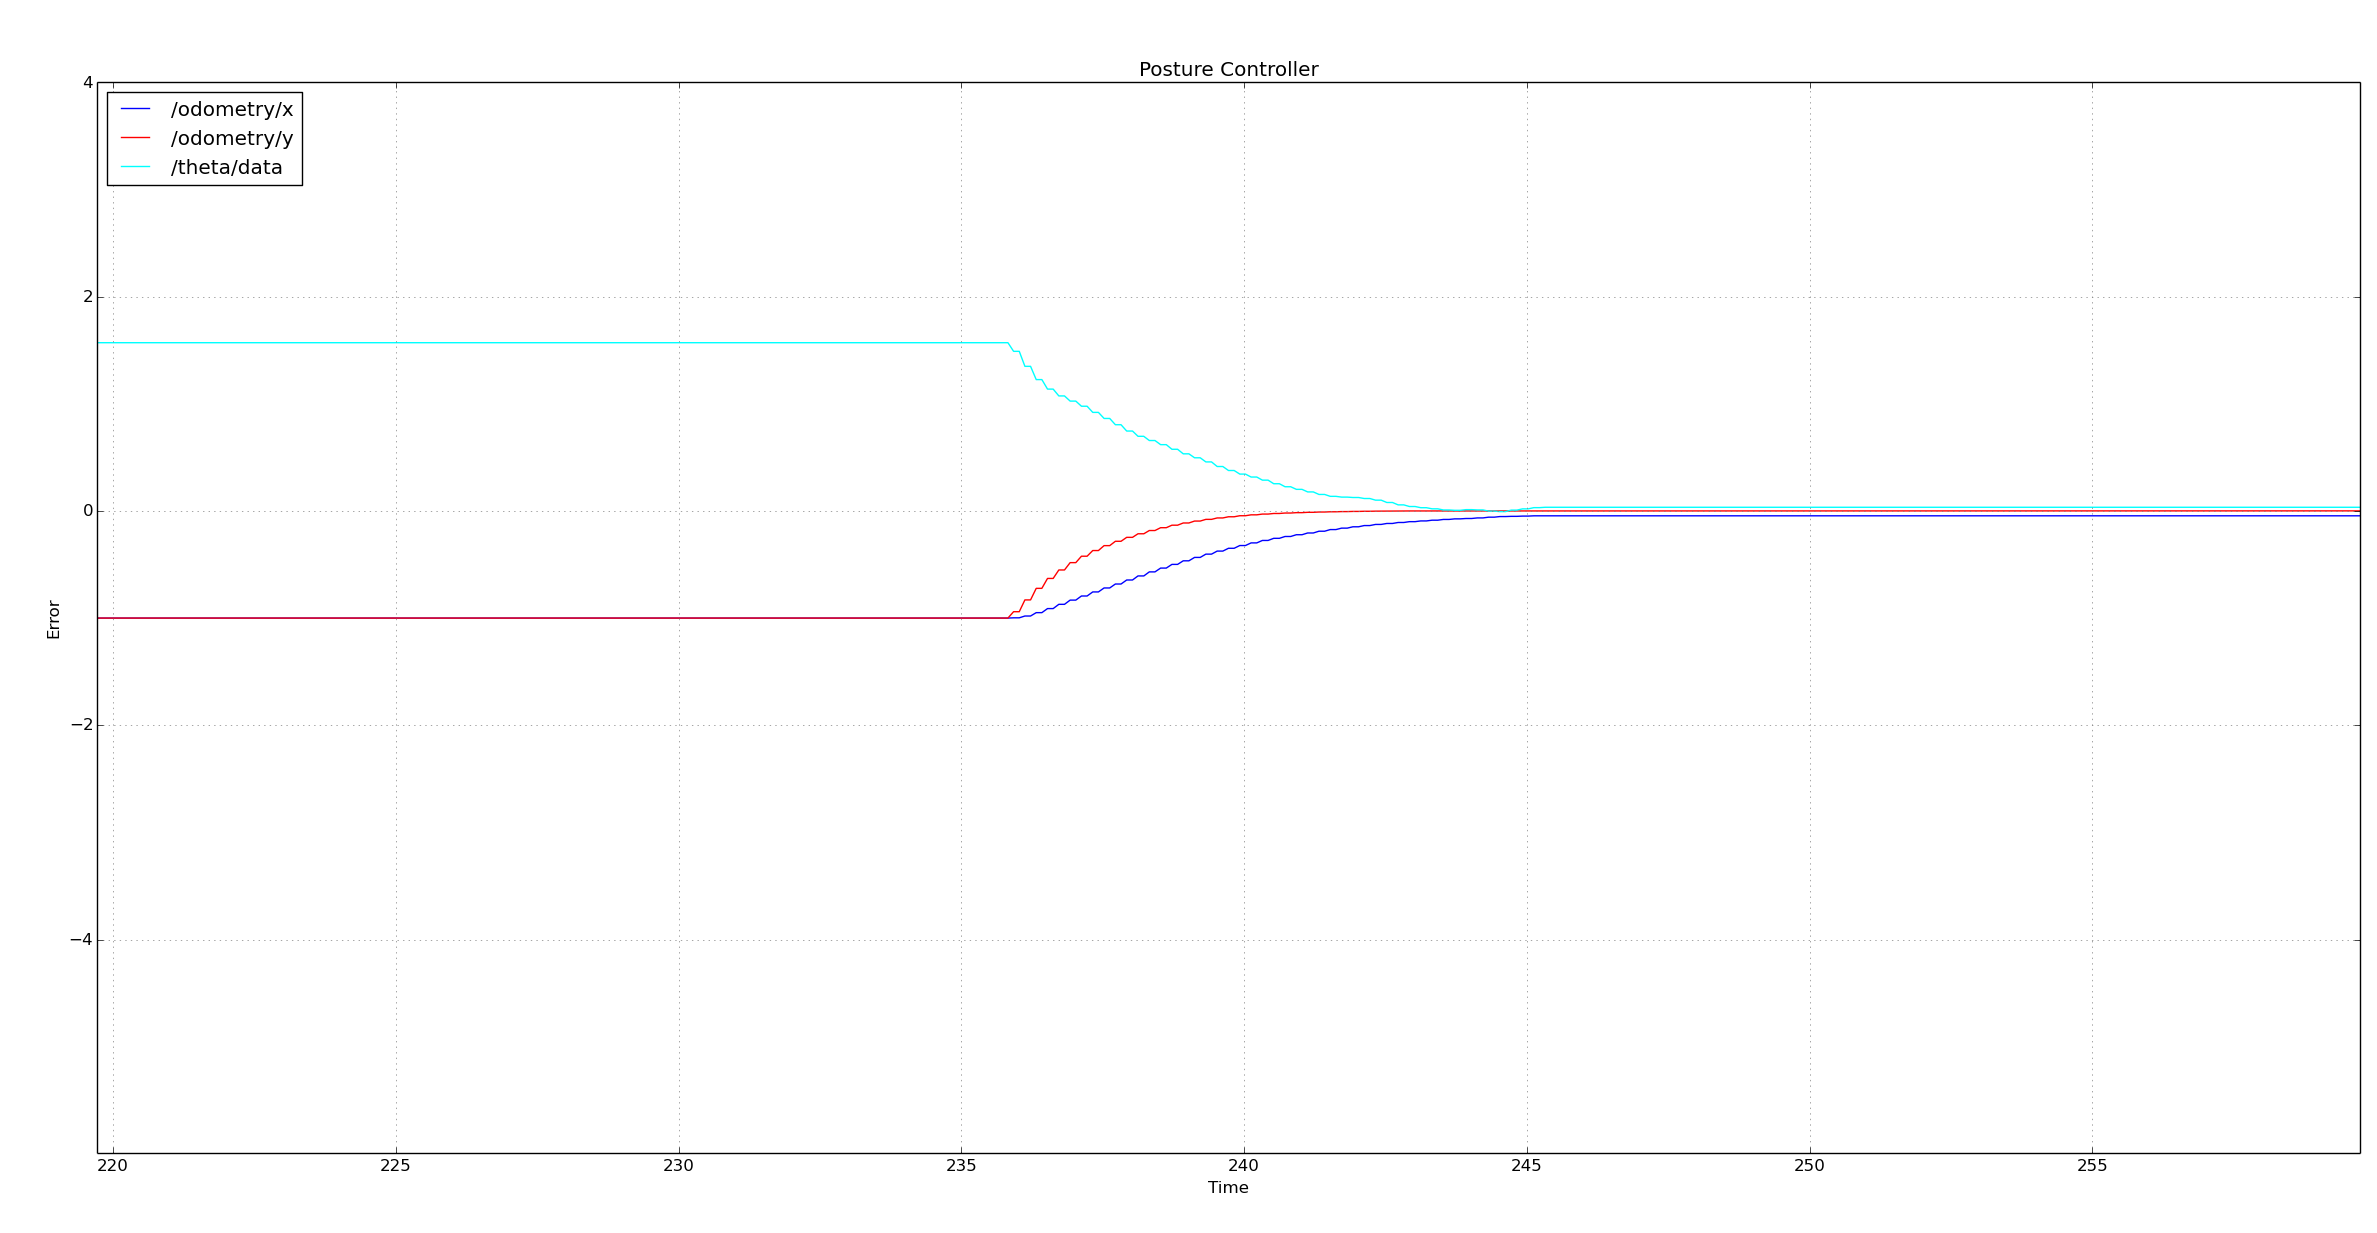 Posture Controller
4
/odometry/x
/odometry/y
/theta/data
2
0
Error
−2
−4
220 225 230 235 240 245 250 255
Time